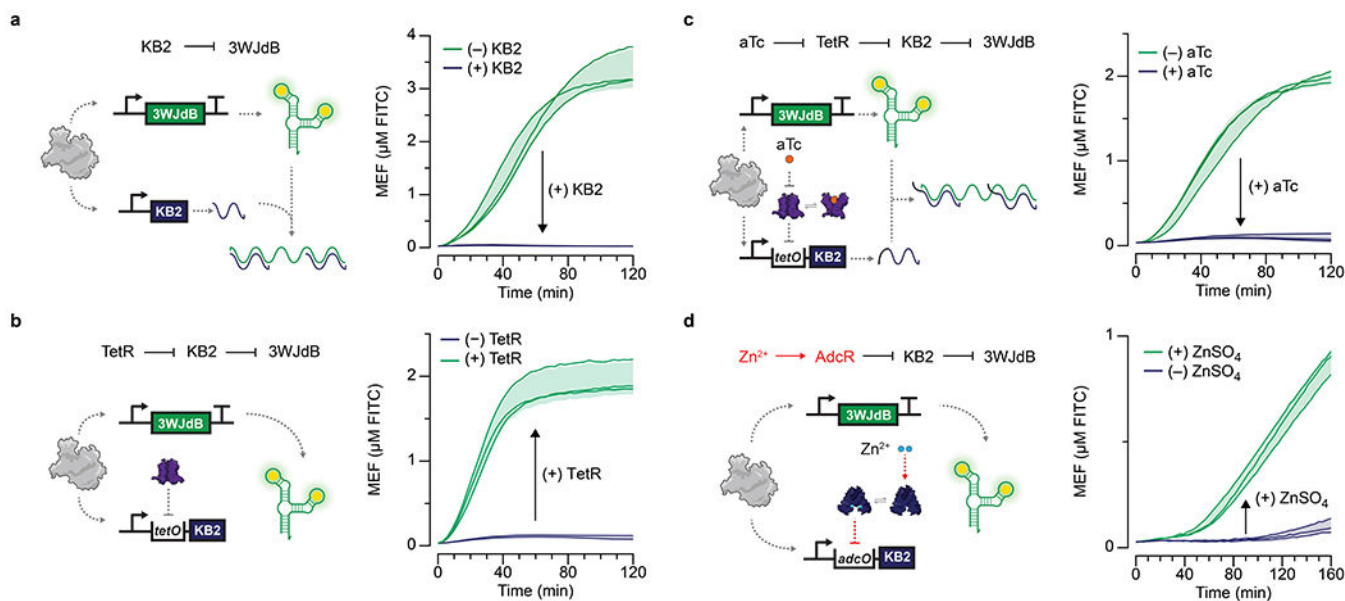 a
KB2 ⊣ 3WJdB
3WJdB
KB2
MEF (µM FITC)
4
3
2
1
0
(–) KB2
(+) KB2
(+) KB2
0 40 80 120
Time (min)
b
TetR ⊣ KB2 ⊣ 3WJdB
3WJdB
tetO KB2
MEF (µM FITC)
2
1
0
(–) TetR
(+) TetR
(+) TetR
0 40 80 120
Time (min)
c
aTc ⊣ TetR ⊣ KB2 ⊣ 3WJdB
3WJdB
aTc
tetO KB2
MEF (µM FITC)
2
1
0
(–) aTc
(+) aTc
(+) aTc
0 40 80 120
Time (min)
d
Zn²⁺ → AdcR ⊣ KB2 ⊣ 3WJdB
3WJdB
Zn²⁺
adcO KB2
MEF (µM FITC)
1
0
(+) ZnSO₄
(–) ZnSO₄
(+) ZnSO₄
0 40 80 120 160
Time (min)